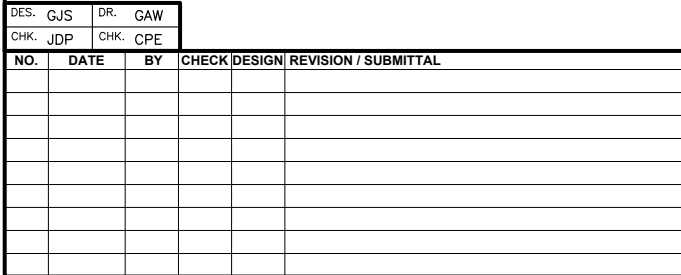 DES. GJS DR. GAW
CHK. JDP CHK. CPE
NO. DATE BY CHECK DESIGN REVISION / SUBMITTAL